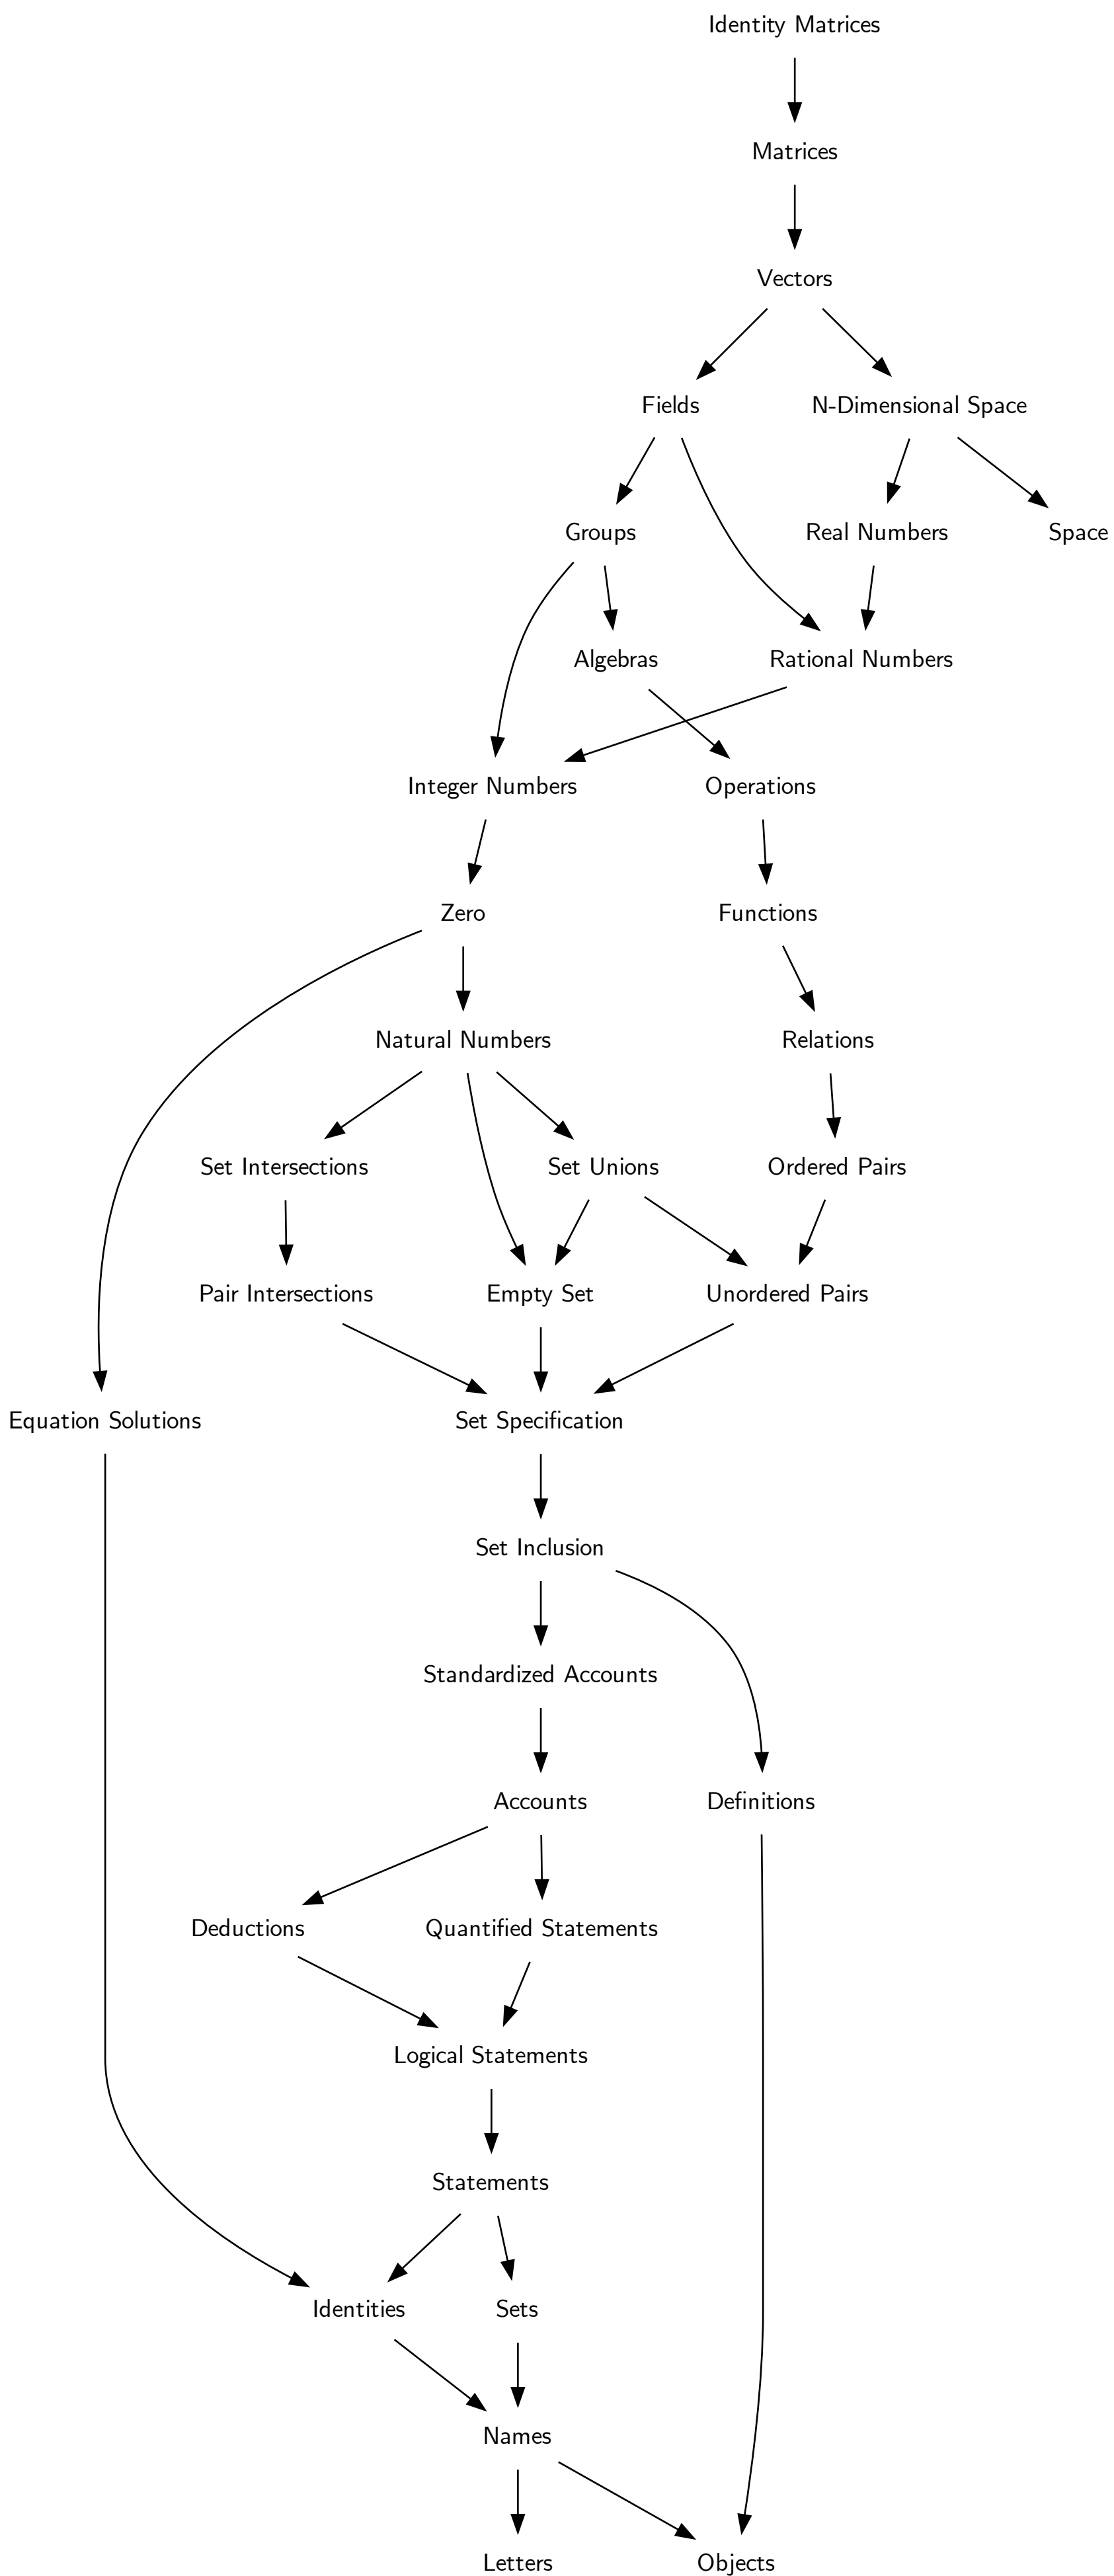 Identity Matrices
Matrices
Vectors
Fields
N-Dimensional Space
Groups
Real Numbers
Space
Algebras
Rational Numbers
Integer Numbers
Operations
Zero
Functions
Natural Numbers
Relations
Set Intersections
Set Unions
Ordered Pairs
Pair Intersections
Empty Set
Unordered Pairs
Equation Solutions
Set Specification
Set Inclusion
Standardized Accounts
Accounts
Definitions
Deductions
Quantified Statements
Logical Statements
Statements
Identities
Sets
Names
Letters
Objects